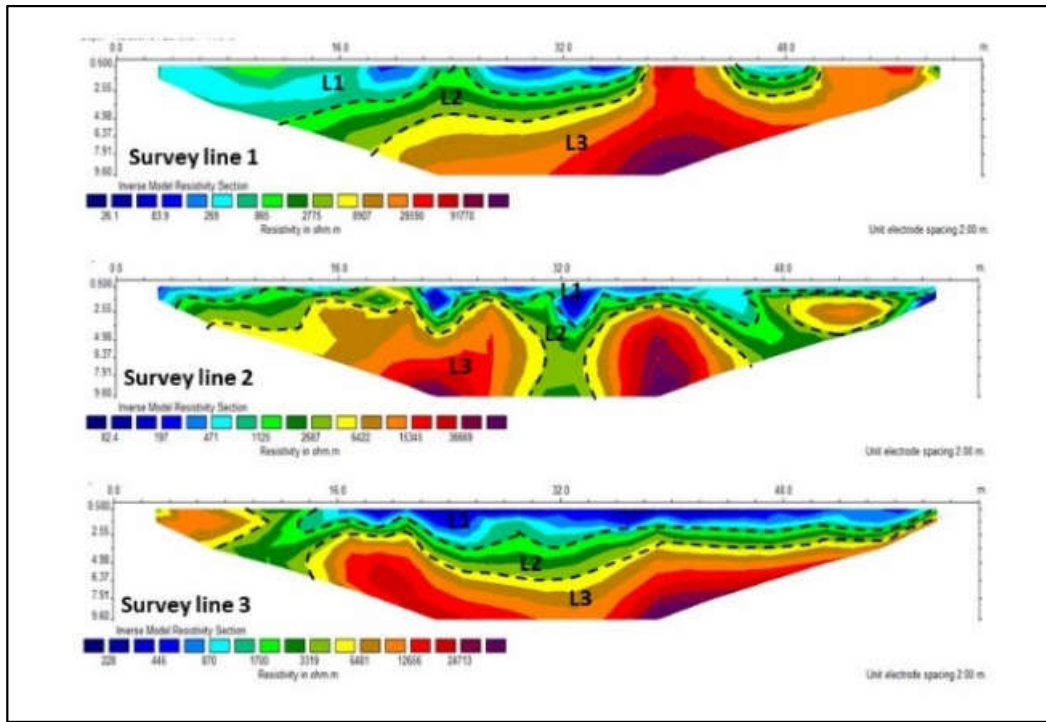 0.0 16.0 32.0 48.0 m.
0.500
2.55
4.98
6.37
7.91
9.60
L1
L2
L3
Survey line 1
Inverse Model Resistivity Section
26.1 83.9 269 865 2775 8907 28590 91770
Resistivity in ohm.m
Unit electrode spacing 2.00 m.
0.0 16.0 32.0 48.0 m.
0.500
2.55
4.98
6.37
7.91
9.60
L1
L2
L3
Survey line 2
Inverse Model Resistivity Section
82.4 197 471 1125 2687 6422 15345 36669
Resistivity in ohm.m
Unit electrode spacing 2.00 m.
0.0 16.0 32.0 48.0 m.
0.500
2.55
4.98
6.37
7.91
9.60
L1
L2
L3
Survey line 3
Inverse Model Resistivity Section
228 446 870 1700 3319 6481 12656 24713
Resistivity in ohm.m
Unit electrode spacing 2.00 m.